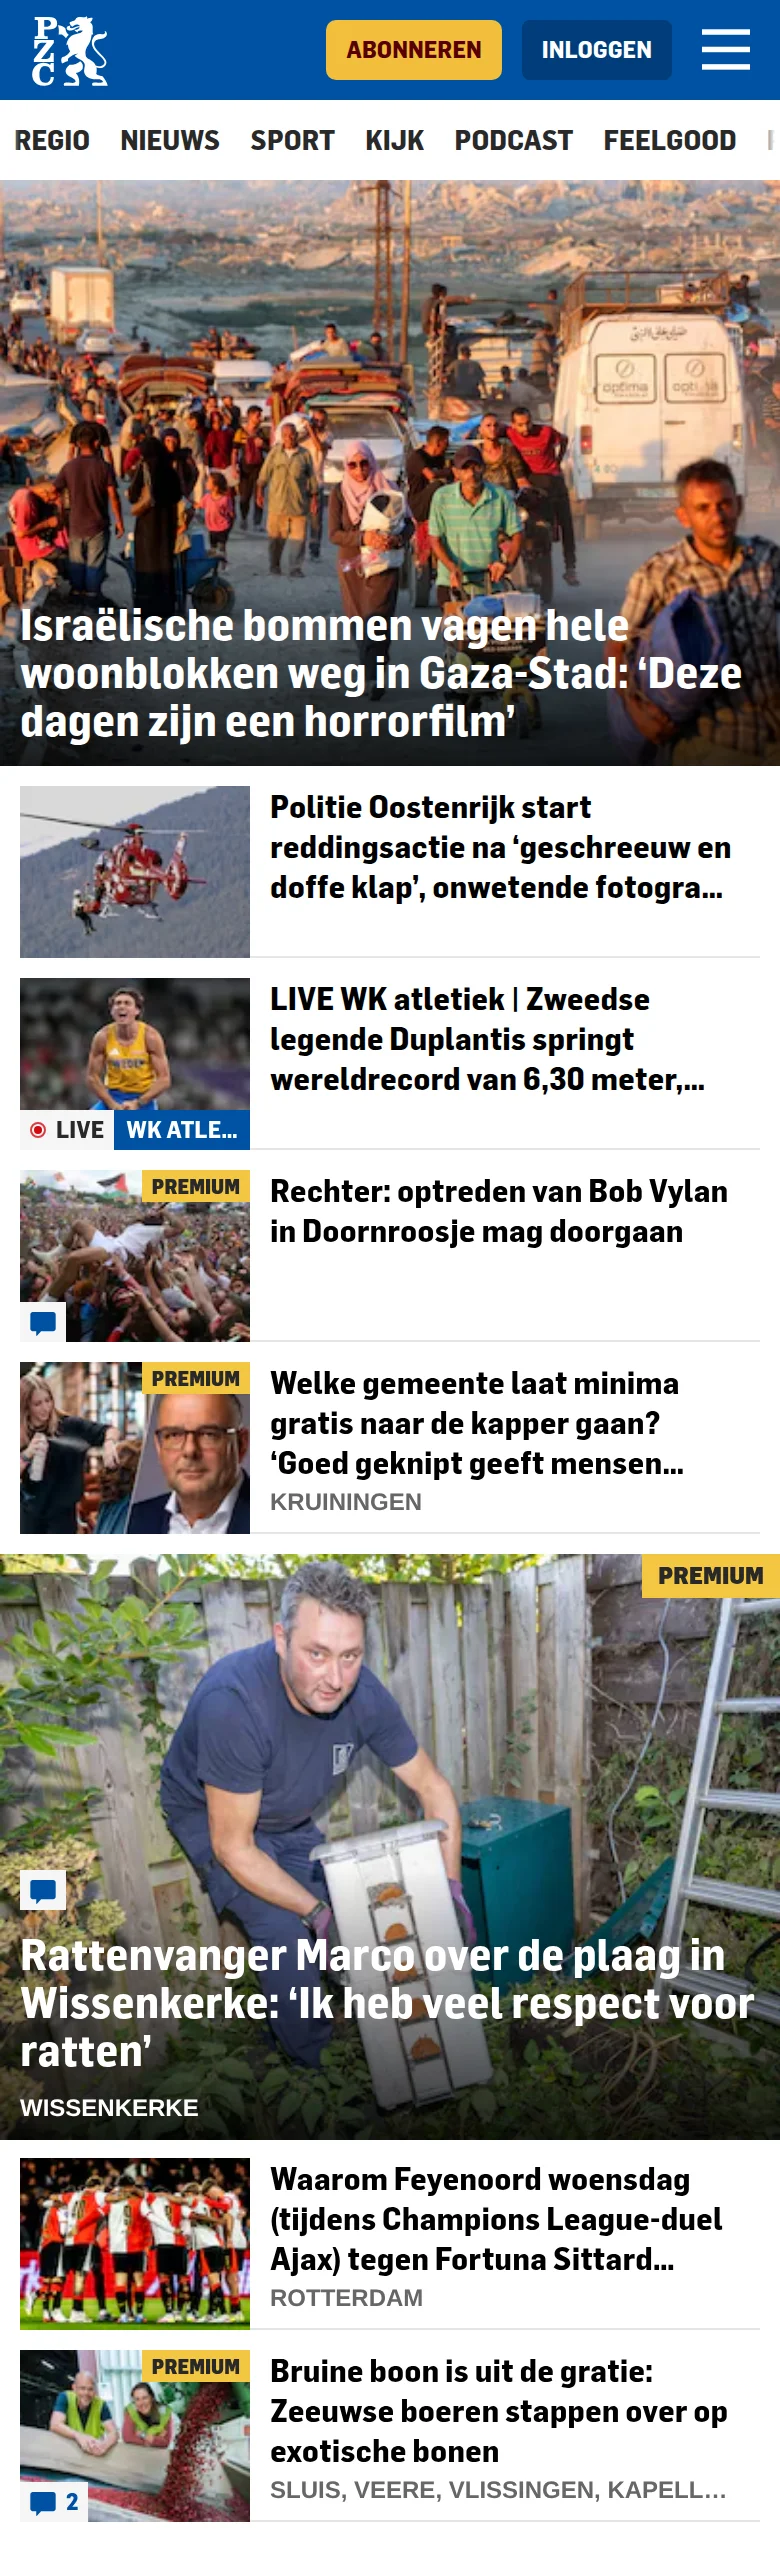 PZC
ABONNEREN
INLOGGEN
REGIO NIEUWS SPORT KIJK PODCAST FEELGOOD
optima
Israëlische bommen vagen hele
woonblokken weg in Gaza-Stad: ‘Deze
dagen zijn een horrorfilm’
Politie Oostenrijk start
reddingsactie na ‘geschreeuw en
doffe klap’, onwetende fotogra...
LIVE WK ATLE...
LIVE WK atletiek | Zweedse
legende Duplantis springt
wereldrecord van 6,30 meter,...
PREMIUM
Rechter: optreden van Bob Vylan
in Doornroosje mag doorgaan
PREMIUM
Welke gemeente laat minima
gratis naar de kapper gaan?
‘Goed geknipt geeft mensen...
KRUININGEN
PREMIUM
Rattenvanger Marco over de plaag in
Wissenkerke: ‘Ik heb veel respect voor
ratten’
WISSENKERKE
Waarom Feyenoord woensdag
(tijdens Champions League-duel
Ajax) tegen Fortuna Sittard...
ROTTERDAM
PREMIUM
2
Bruine boon is uit de gratie:
Zeeuwse boeren stappen over op
exotische bonen
SLUIS, VEERE, VLISSINGEN, KAPELL...